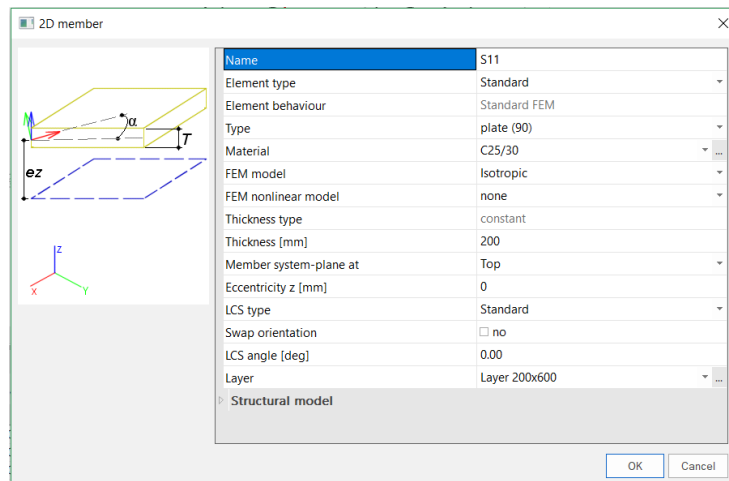 2D member
Name S11
Element type Standard
Element behaviour Standard FEM
Type plate (90)
Material C25/30 ...
FEM model Isotropic
FEM nonlinear model none
Thickness type constant
Thickness [mm] 200
Member system-plane at Top
Eccentricity z [mm] 0
LCS type Standard
Swap orientation no
LCS angle [deg] 0.00
Layer Layer 200x600 ...
Structural model
α
T
ez
Z
X Y
OK Cancel